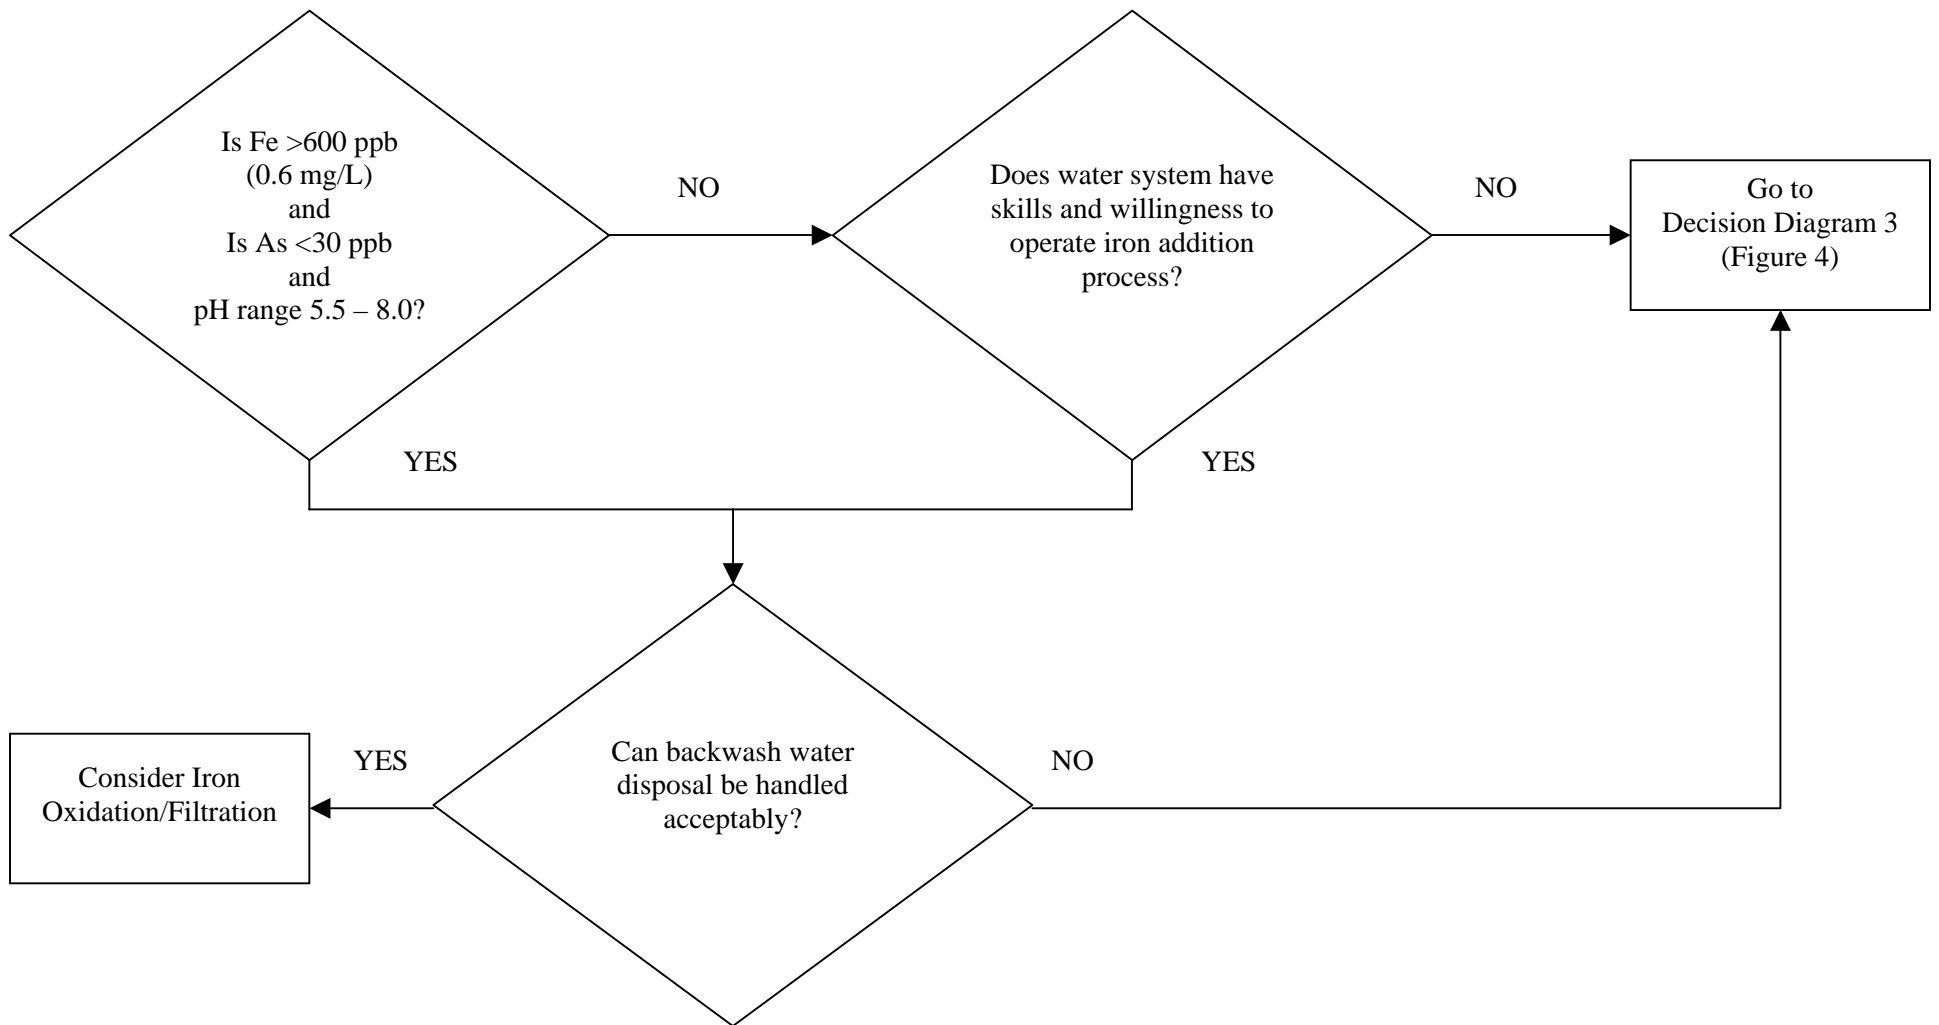 Is Fe >600 ppb
(0.6 mg/L)
and
Is As <30 ppb
and
pH range 5.5 – 8.0?
NO
Does water system have
skills and willingness to
operate iron addition
process?
NO
Go to
Decision Diagram 3
(Figure 4)
YES
YES
Can backwash water
disposal be handled
acceptably?
YES
NO
Consider Iron
Oxidation/Filtration